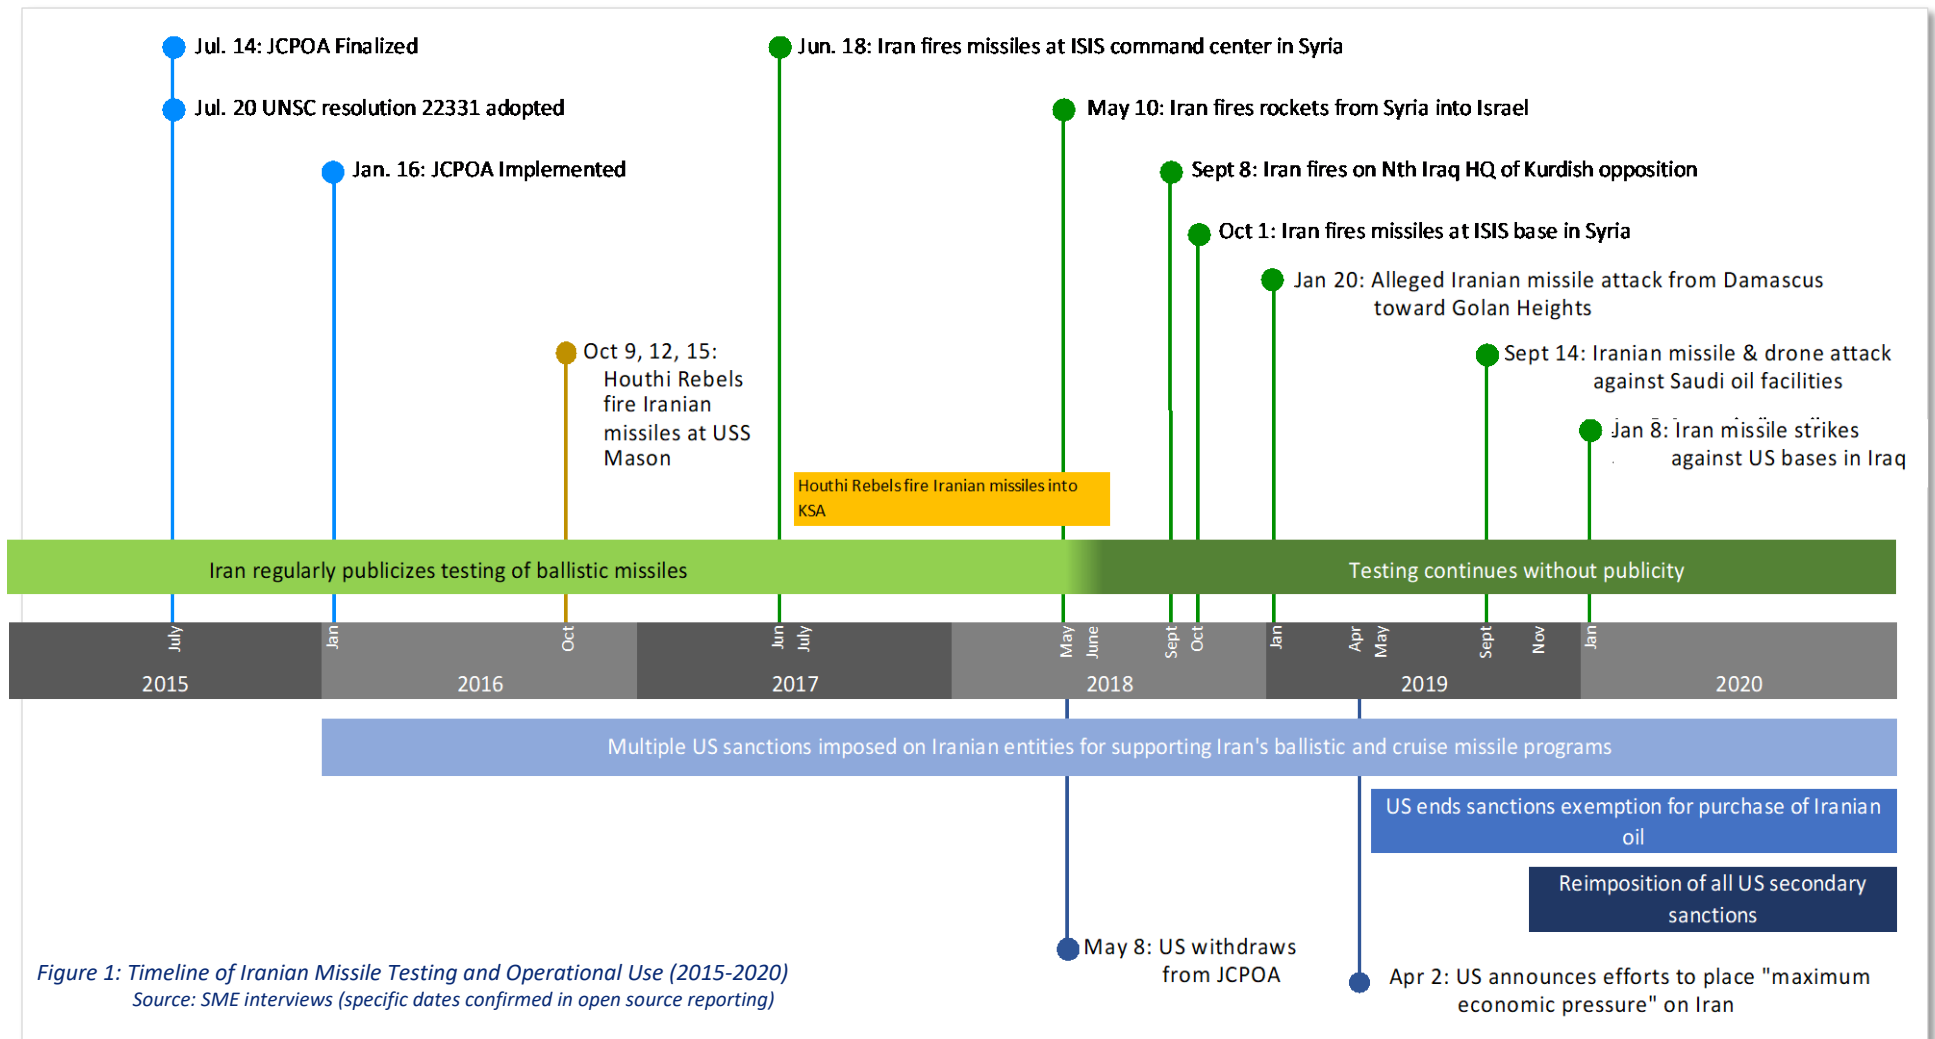 Jul. 14: JCPOA Finalized
Jun. 18: Iran fires missiles at ISIS command center in Syria
Jul. 20 UNSC resolution 22331 adopted
May 10: Iran fires rockets from Syria into Israel
Jan. 16: JCPOA Implemented
Sept 8: Iran fires on Nth Iraq HQ of Kurdish opposition
Oct 1: Iran fires missiles at ISIS base in Syria
Jan 20: Alleged Iranian missile attack from Damascus
toward Golan Heights
Oct 9, 12, 15:
Houthi Rebels
fire Iranian
missiles at USS
Mason
Sept 14: Iranian missile & drone attack
against Saudi oil facilities
Jan 8: Iran missile strikes
against US bases in Iraq
Houthi Rebels fire Iranian missiles into
KSA
Iran regularly publicizes testing of ballistic missiles
Testing continues without publicity
July
Jan
Oct
Jun
July
May
June
Sept
Oct
Jan
Apr
May
Sept
Nov
Jan
2015
2016
2017
2018
2019
2020
Multiple US sanctions imposed on Iranian entities for supporting Iran's ballistic and cruise missile programs
US ends sanctions exemption for purchase of Iranian
oil
Reimposition of all US secondary
sanctions
May 8: US withdraws
from JCPOA
Apr 2: US announces efforts to place "maximum
economic pressure" on Iran
Figure 1: Timeline of Iranian Missile Testing and Operational Use (2015-2020)
Source: SME interviews (specific dates confirmed in open source reporting)